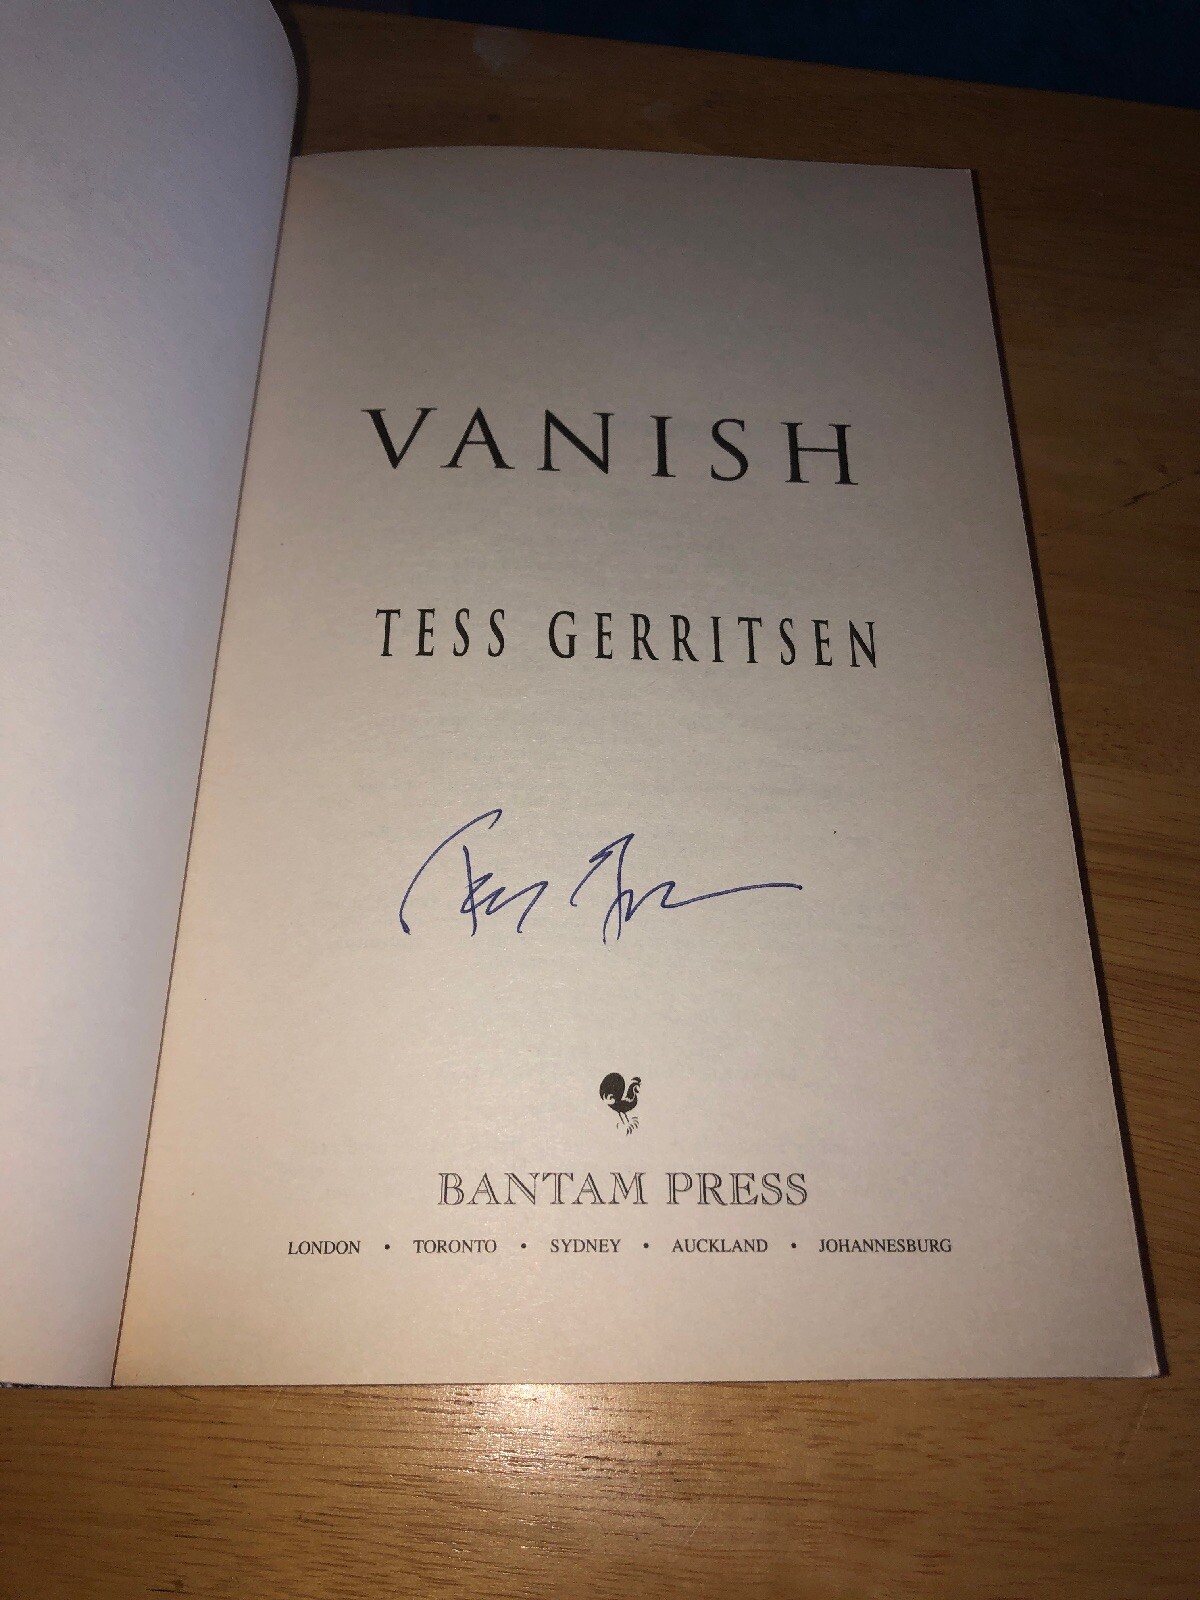 VANISH
TESS GERRITSEN
BANTAM PRESS
LONDON • TORONTO • SYDNEY • AUCKLAND • JOHANNESBURG